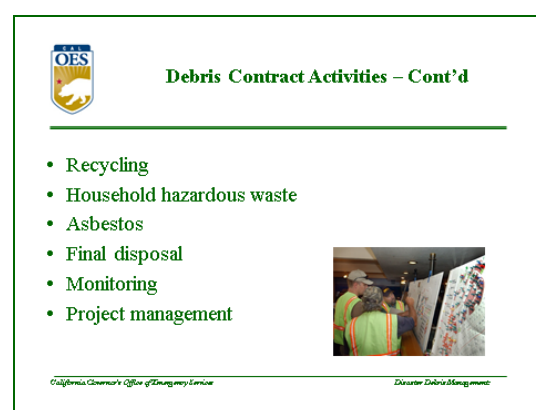 CAL
OES
Debris Contract Activities – Cont’d
• Recycling
• Household hazardous waste
• Asbestos
• Final disposal
• Monitoring
• Project management
California Governor's Office of Emergency Services
Disaster Debris Management